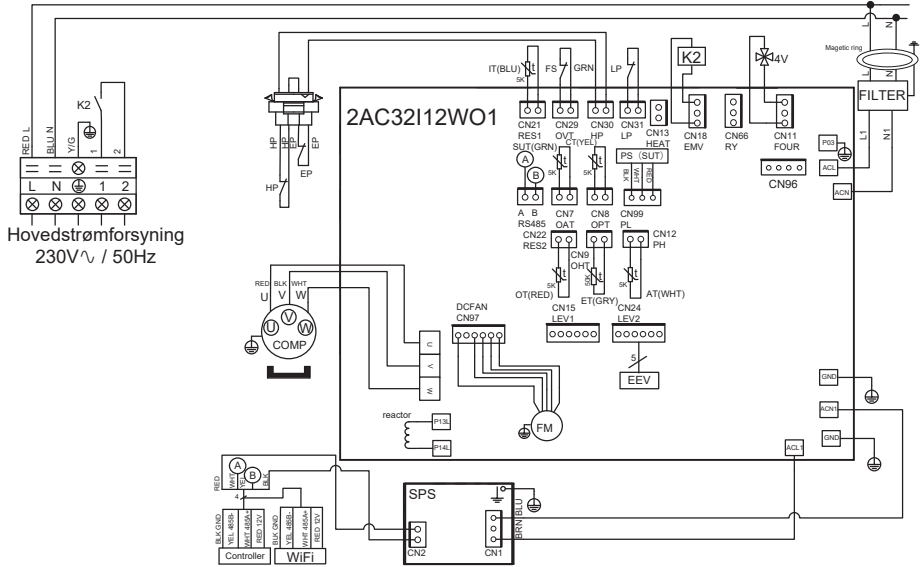 L
N
Magetic ring
L
N
FILTER
L1
N1
K2
RED L
BLU N
Y/G
1
2
L N 1 2
Hovedstrømforsyning
230V∿ / 50Hz
HP
HP
EP
EP
HP
EP
2AC32I12WO1
IT(BLU)
5K
t
FS
GRN
LP
K2
4V
CN21
RES1
SUT(GRN)
CN29
OVT
CT(YEL)
CN30
HP
CN31
LP
CN13
HEAT
CN18
EMV
CN66
RY
CN11
FOUR
P03
ACL
ACN
CN96
A
B
5K
t
5K
t
PS (SUT)
BLK
WHT
RED
A B
RS485
CN22
RES2
CN7
OAT
CN8
OPT
CN99
PL
CN12
PH
CN9
OHT
5K
t
50K
t
5K
t
OT(RED)
ET(GRY)
AT(WHT)
CN15
LEV1
CN24
LEV2
5
EEV
RED BLK WHT
U V W
U
V
W
COMP
U
V
W
DCFAN
CN97
FM
reactor
P13L
P14L
GND
ACN1
GND
ACL1
RED
A
WHT
YEL
B
BLK
4
BLK GND
YEL 485B-
WHT 485A+
RED 12V
Controller
BLK GND
YEL 485B-
WHT 485A+
RED 12V
WiFi
SPS
CN2
CN1
BLU
BRN